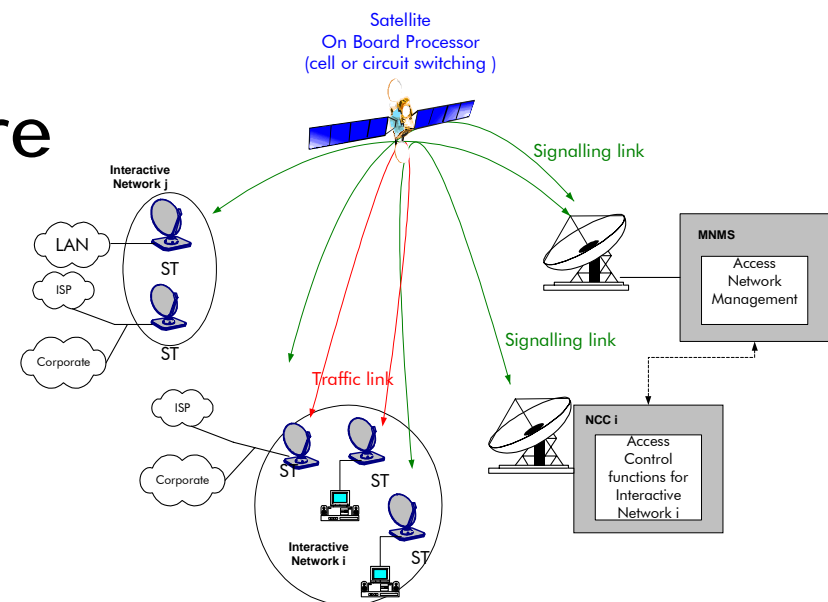 Satellite
On Board Processor
(cell or circuit switching )
re
Signalling link
Interactive
Network j
LAN
ST
ISP
ST
Corporate
MNMS
Access
Network
Management
Signalling link
Traffic link
ISP
ST
Corporate
ST
ST
Interactive
Network i
NCC i
Access
Control
functions for
Interactive
Network i